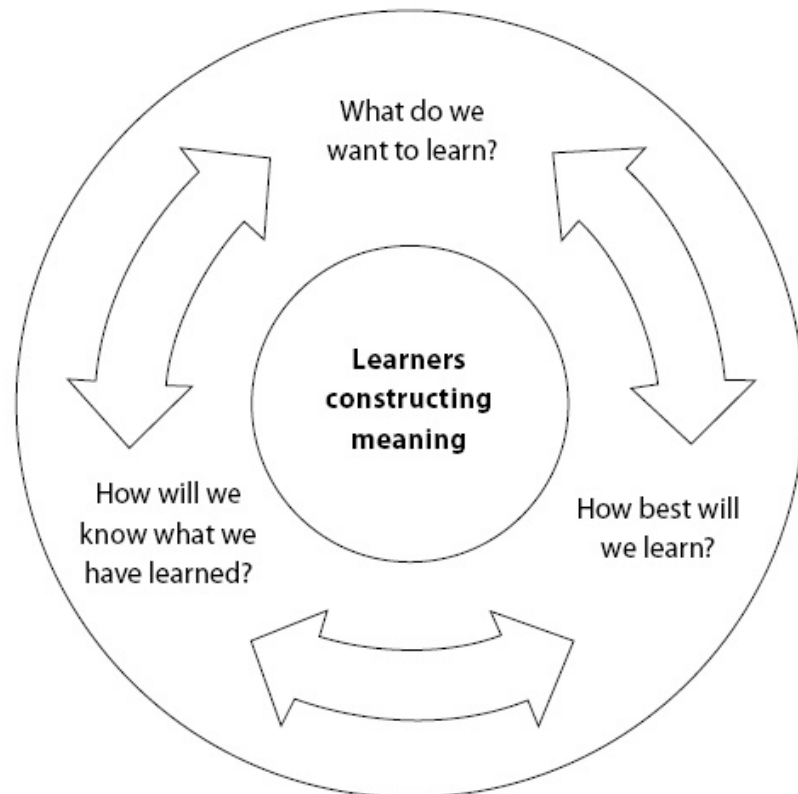 What do we
want to learn?
Learners
constructing
meaning
How will we
know what we
have learned?
How best will
we learn?